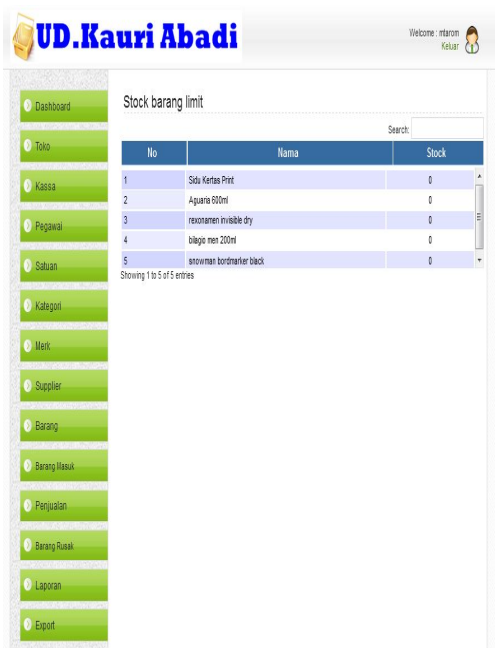 UD.Kauri Abadi
Welcome : mtarom
Keluar
Dashboard
Toko
Kassa
Pegawai
Satuan
Kategori
Merk
Supplier
Barang
Barang Masuk
Penjualan
Barang Rusak
Laporan
Export
Stock barang limit
Search:
No Nama Stock
1 Sidu Kertas Print 0
2 Aguaria 600ml 0
3 rexonamen invisible dry 0
4 bilagio men 200ml 0
5 snowman bordmarker black 0
Showing 1 to 5 of 5 entries